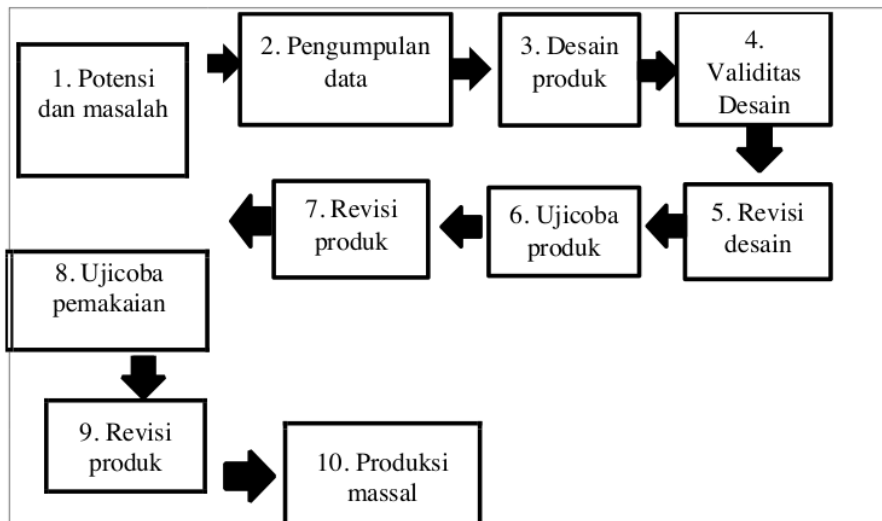 1. Potensi
dan masalah
2. Pengumpulan
data
3. Desain
produk
4.
Validitas
Desain
5. Revisi
desain
6. Ujicoba
produk
7. Revisi
produk
8. Ujicoba
pemakaian
9. Revisi
produk
10. Produksi
massal